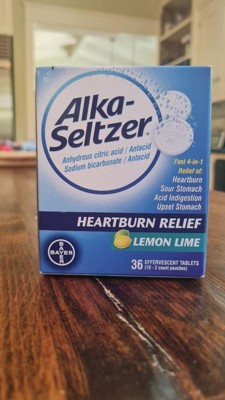 Alka-
Seltzer®
Anhydrous citric acid / Antacid
Sodium bicarbonate / Antacid
Fast 4-in-1
Relief of:
Heartburn
Sour Stomach
Acid Indigestion
Upset Stomach
HEARTBURN RELIEF
LEMON LIME
BAYER
36 EFFERVESCENT TABLETS
(18 - 2 count pouches)